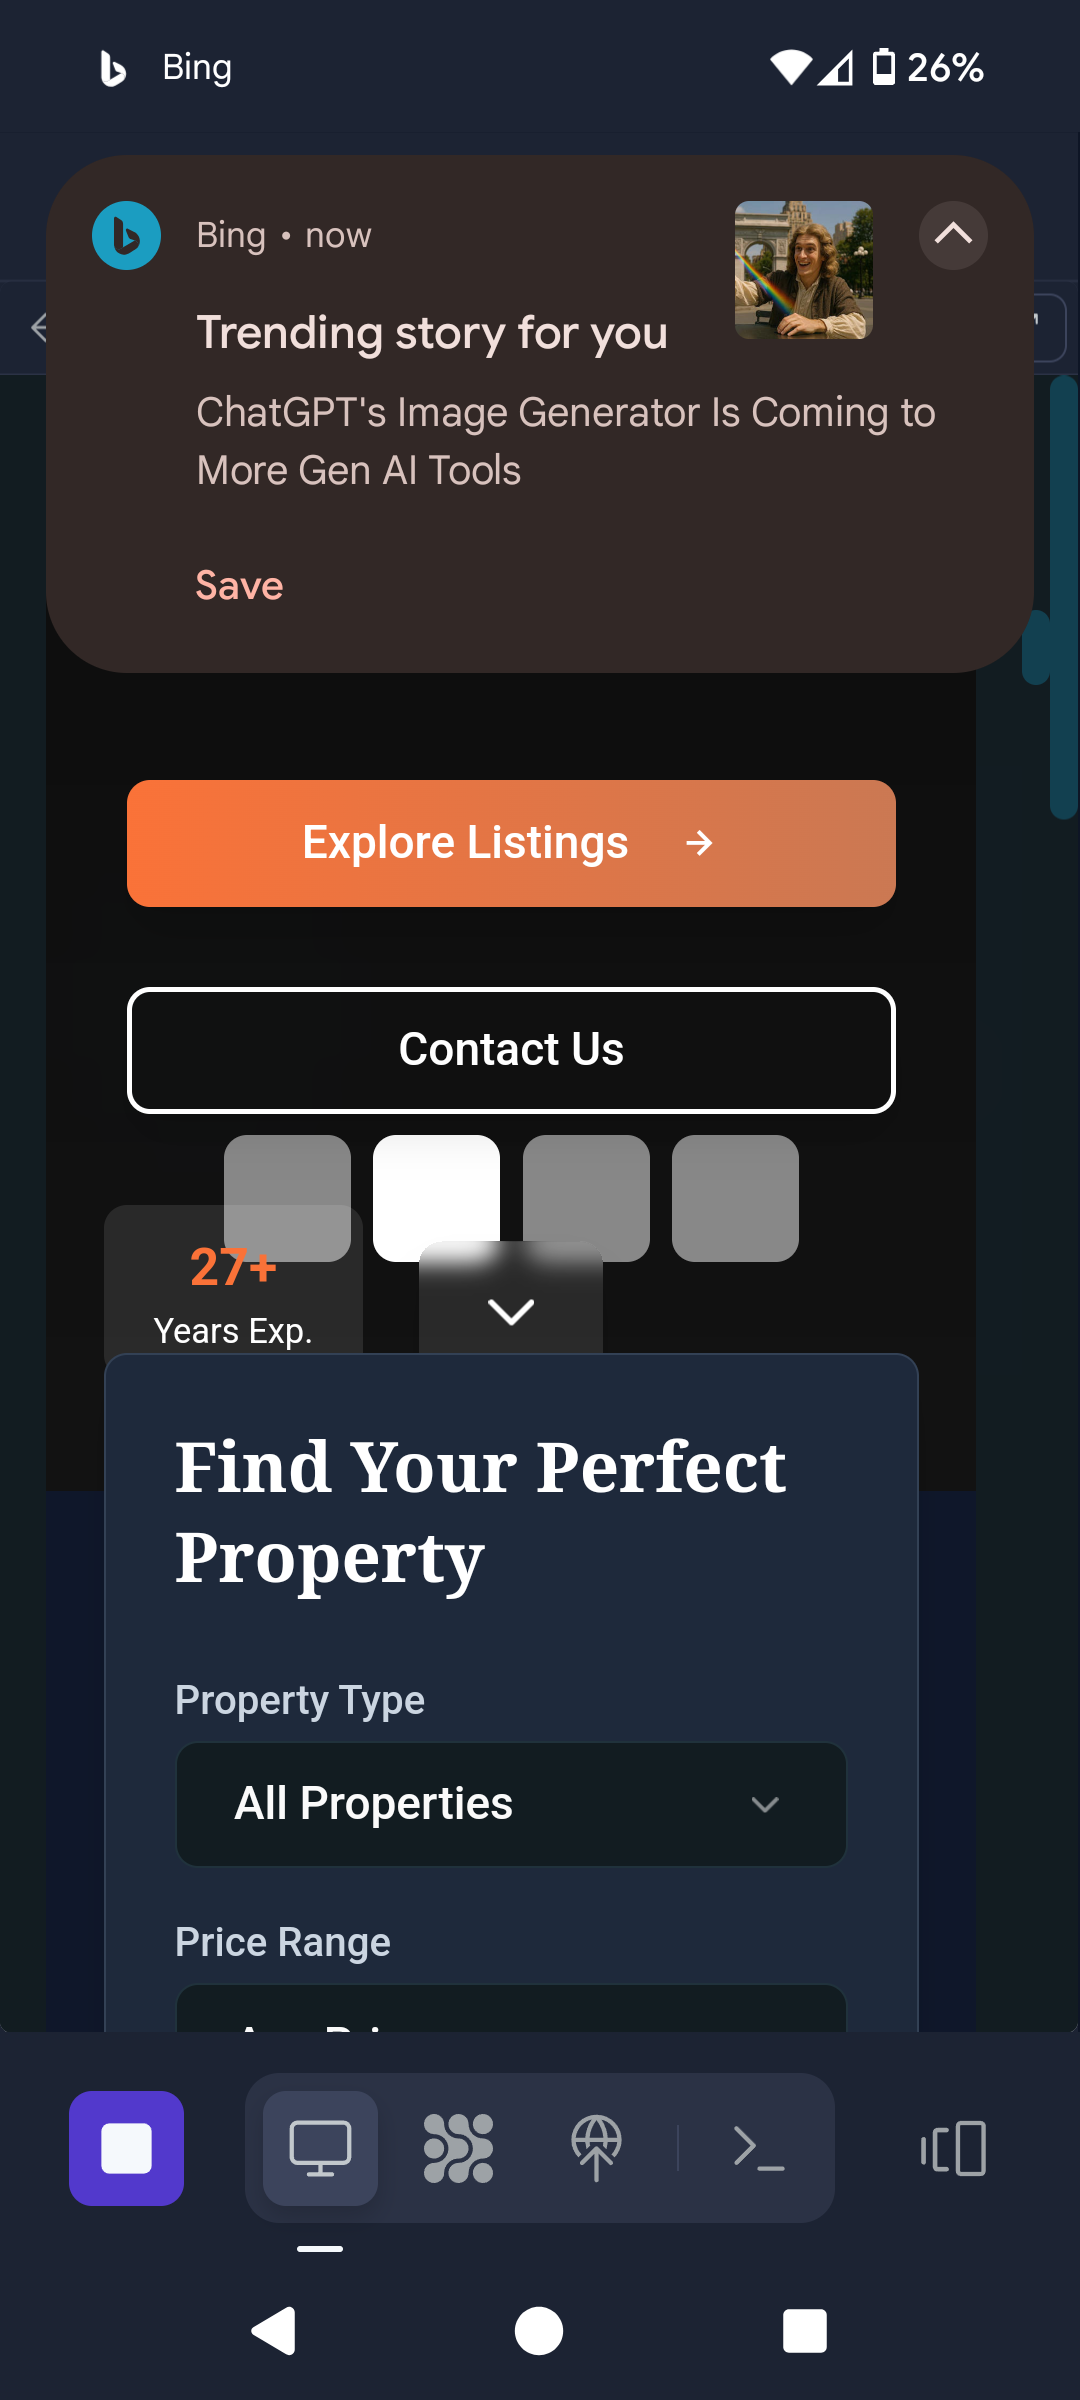 Bing
26%
Bing • now
Trending story for you
ChatGPT's Image Generator Is Coming to
More Gen AI Tools
Save
Explore Listings
Contact Us
27+
Years Exp.
Find Your Perfect
Property
Property Type
All Properties
Price Range